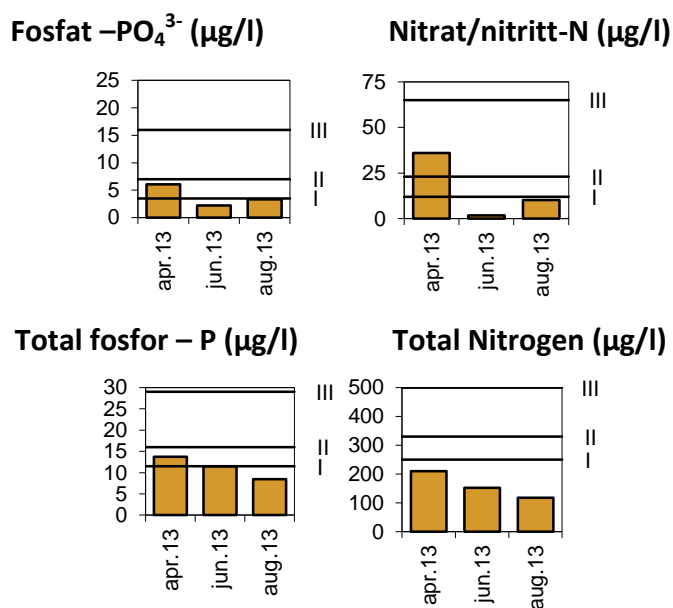 Fosfat –PO₄³⁻ (µg/l)
25
20
15
10
5
0
III
II
I
apr.13
jun.13
aug.13
Nitrat/nitritt-N (µg/l)
75
50
25
0
III
II
I
apr.13
jun.13
aug.13
Total fosfor – P (µg/l)
30
25
20
15
10
5
0
III
II
I
apr.13
jun.13
aug.13
Total Nitrogen (µg/l)
500
400
300
200
100
0
III
II
I
apr.13
jun.13
aug.13